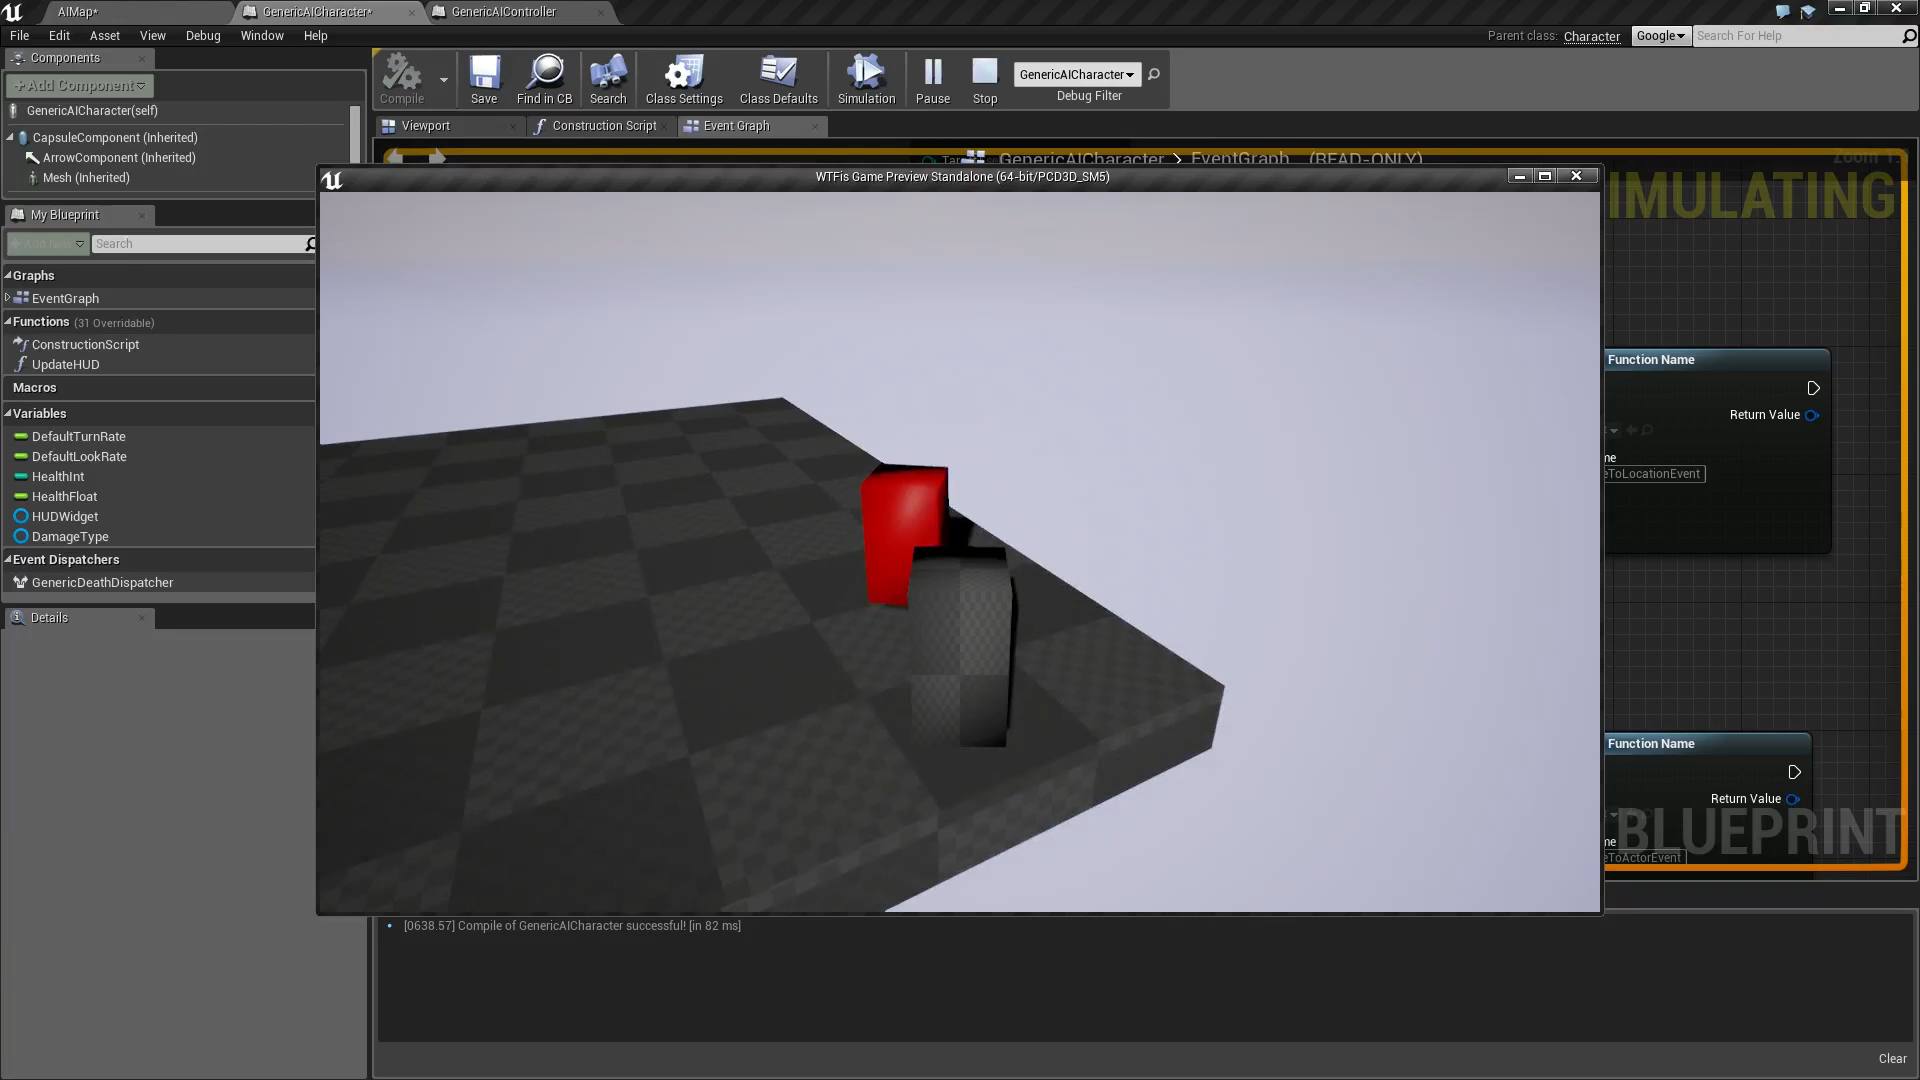 AIMap*
GenericAICharacter*
GenericAIController
File Edit Asset View Debug Window Help
Parent class: Character
Google
Search For Help
Components
+Add Component
GenericAICharacter(self)
CapsuleComponent (Inherited)
ArrowComponent (Inherited)
Mesh (Inherited)
Compile
Save
Find in CB
Search
Class Settings
Class Defaults
Simulation
Pause
Stop
GenericAICharacter
Debug Filter
Viewport
Construction Script
Event Graph
GenericAICharacter > EventGraph (READ-ONLY)
IMULATING
My Blueprint
+ Add New
Search
Graphs
EventGraph
Functions (31 Overridable)
ConstructionScript
UpdateHUD
Macros
Variables
DefaultTurnRate
DefaultLookRate
HealthInt
HealthFloat
HUDWidget
DamageType
Event Dispatchers
GenericDeathDispatcher
Details
WTFis Game Preview Standalone (64-bit/PCD3D_SM5)
Function Name
Return Value
me
eToLocationEvent
Function Name
Return Value
me
eToActorEvent
BLUEPRINT
[0638.57] Compile of GenericAICharacter successful! [in 82 ms]
Clear